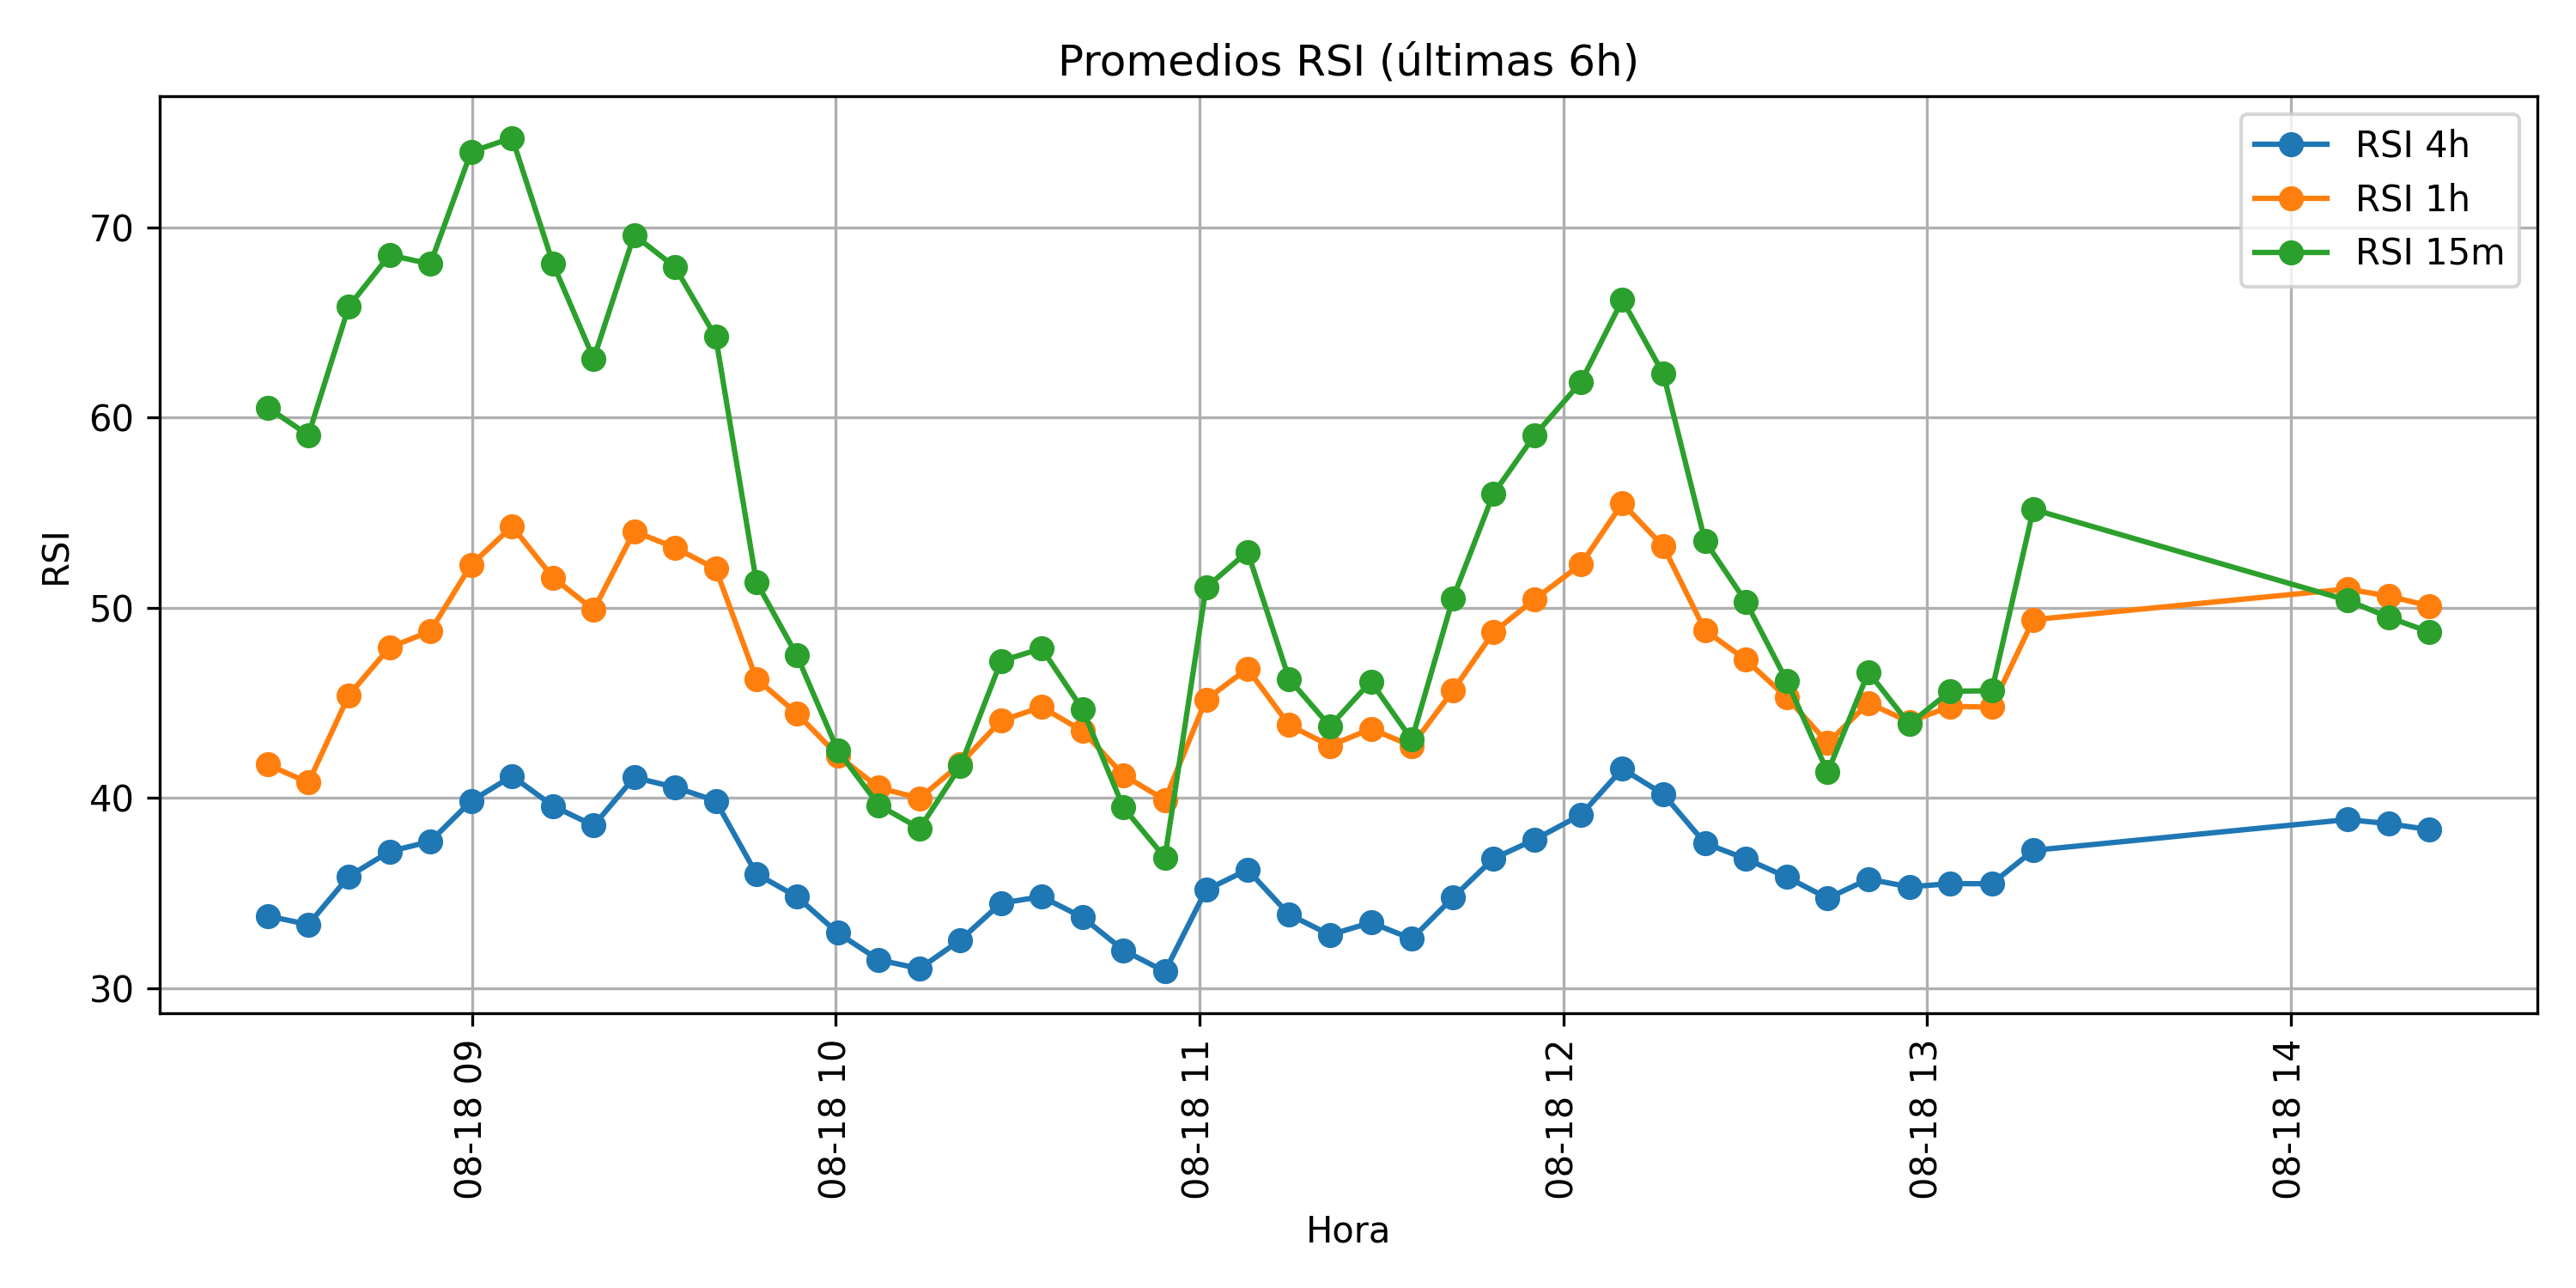 Promedios RSI (últimas 6h)
RSI 4h
RSI 1h
RSI 15m
RSI
70
60
50
40
30
08-18 09
08-18 10
08-18 11
08-18 12
08-18 13
08-18 14
Hora